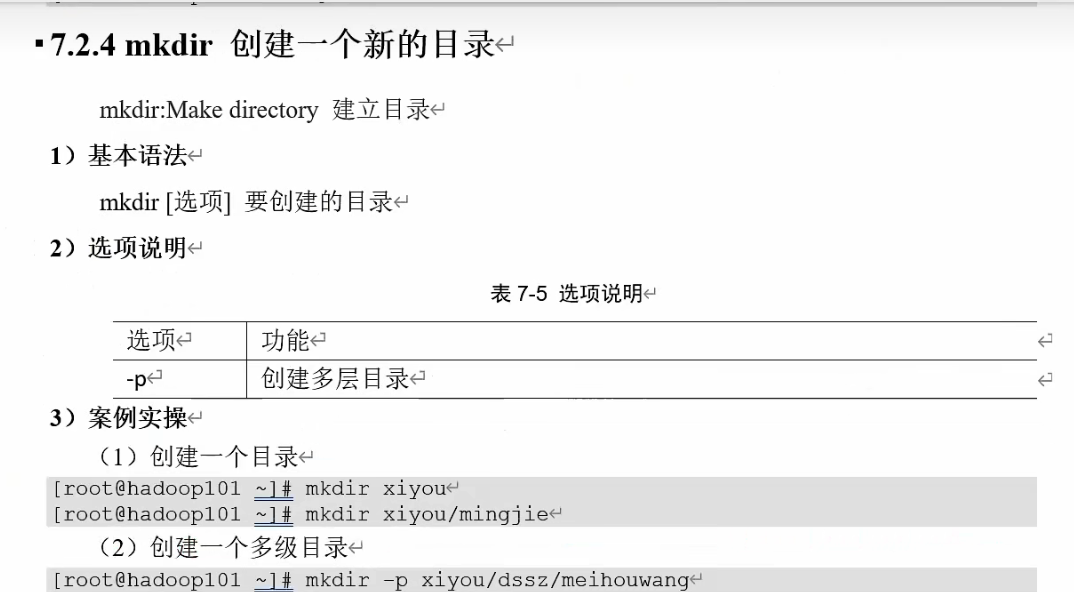 7.2.4 mkdir 创建一个新的目录
mkdir:Make directory 建立目录
1）基本语法
mkdir [选项] 要创建的目录
2）选项说明
表 7-5 选项说明
选项 功能
-p 创建多层目录
3）案例实操
（1）创建一个目录
[root@hadoop101 ~]# mkdir xiyou
[root@hadoop101 ~]# mkdir xiyou/mingjie
（2）创建一个多级目录
[root@hadoop101 ~]# mkdir -p xiyou/dssz/meihouwang